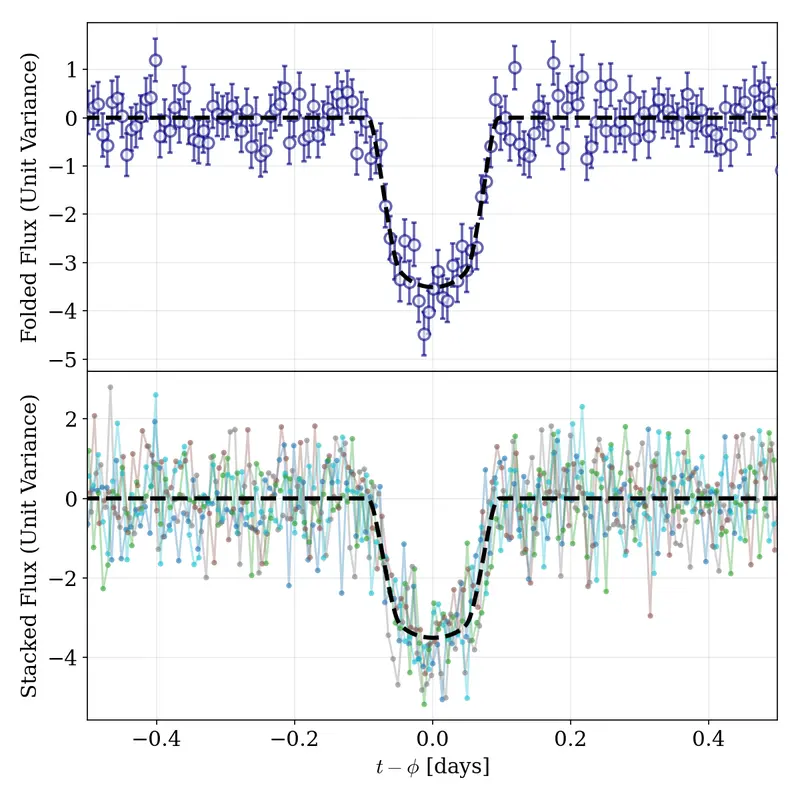 Folded Flux (Unit Variance)
1
0
−1
−2
−3
−4
−5
Stacked Flux (Unit Variance)
2
0
−2
−4
−0.4 −0.2 0.0 0.2 0.4
t − ϕ [days]